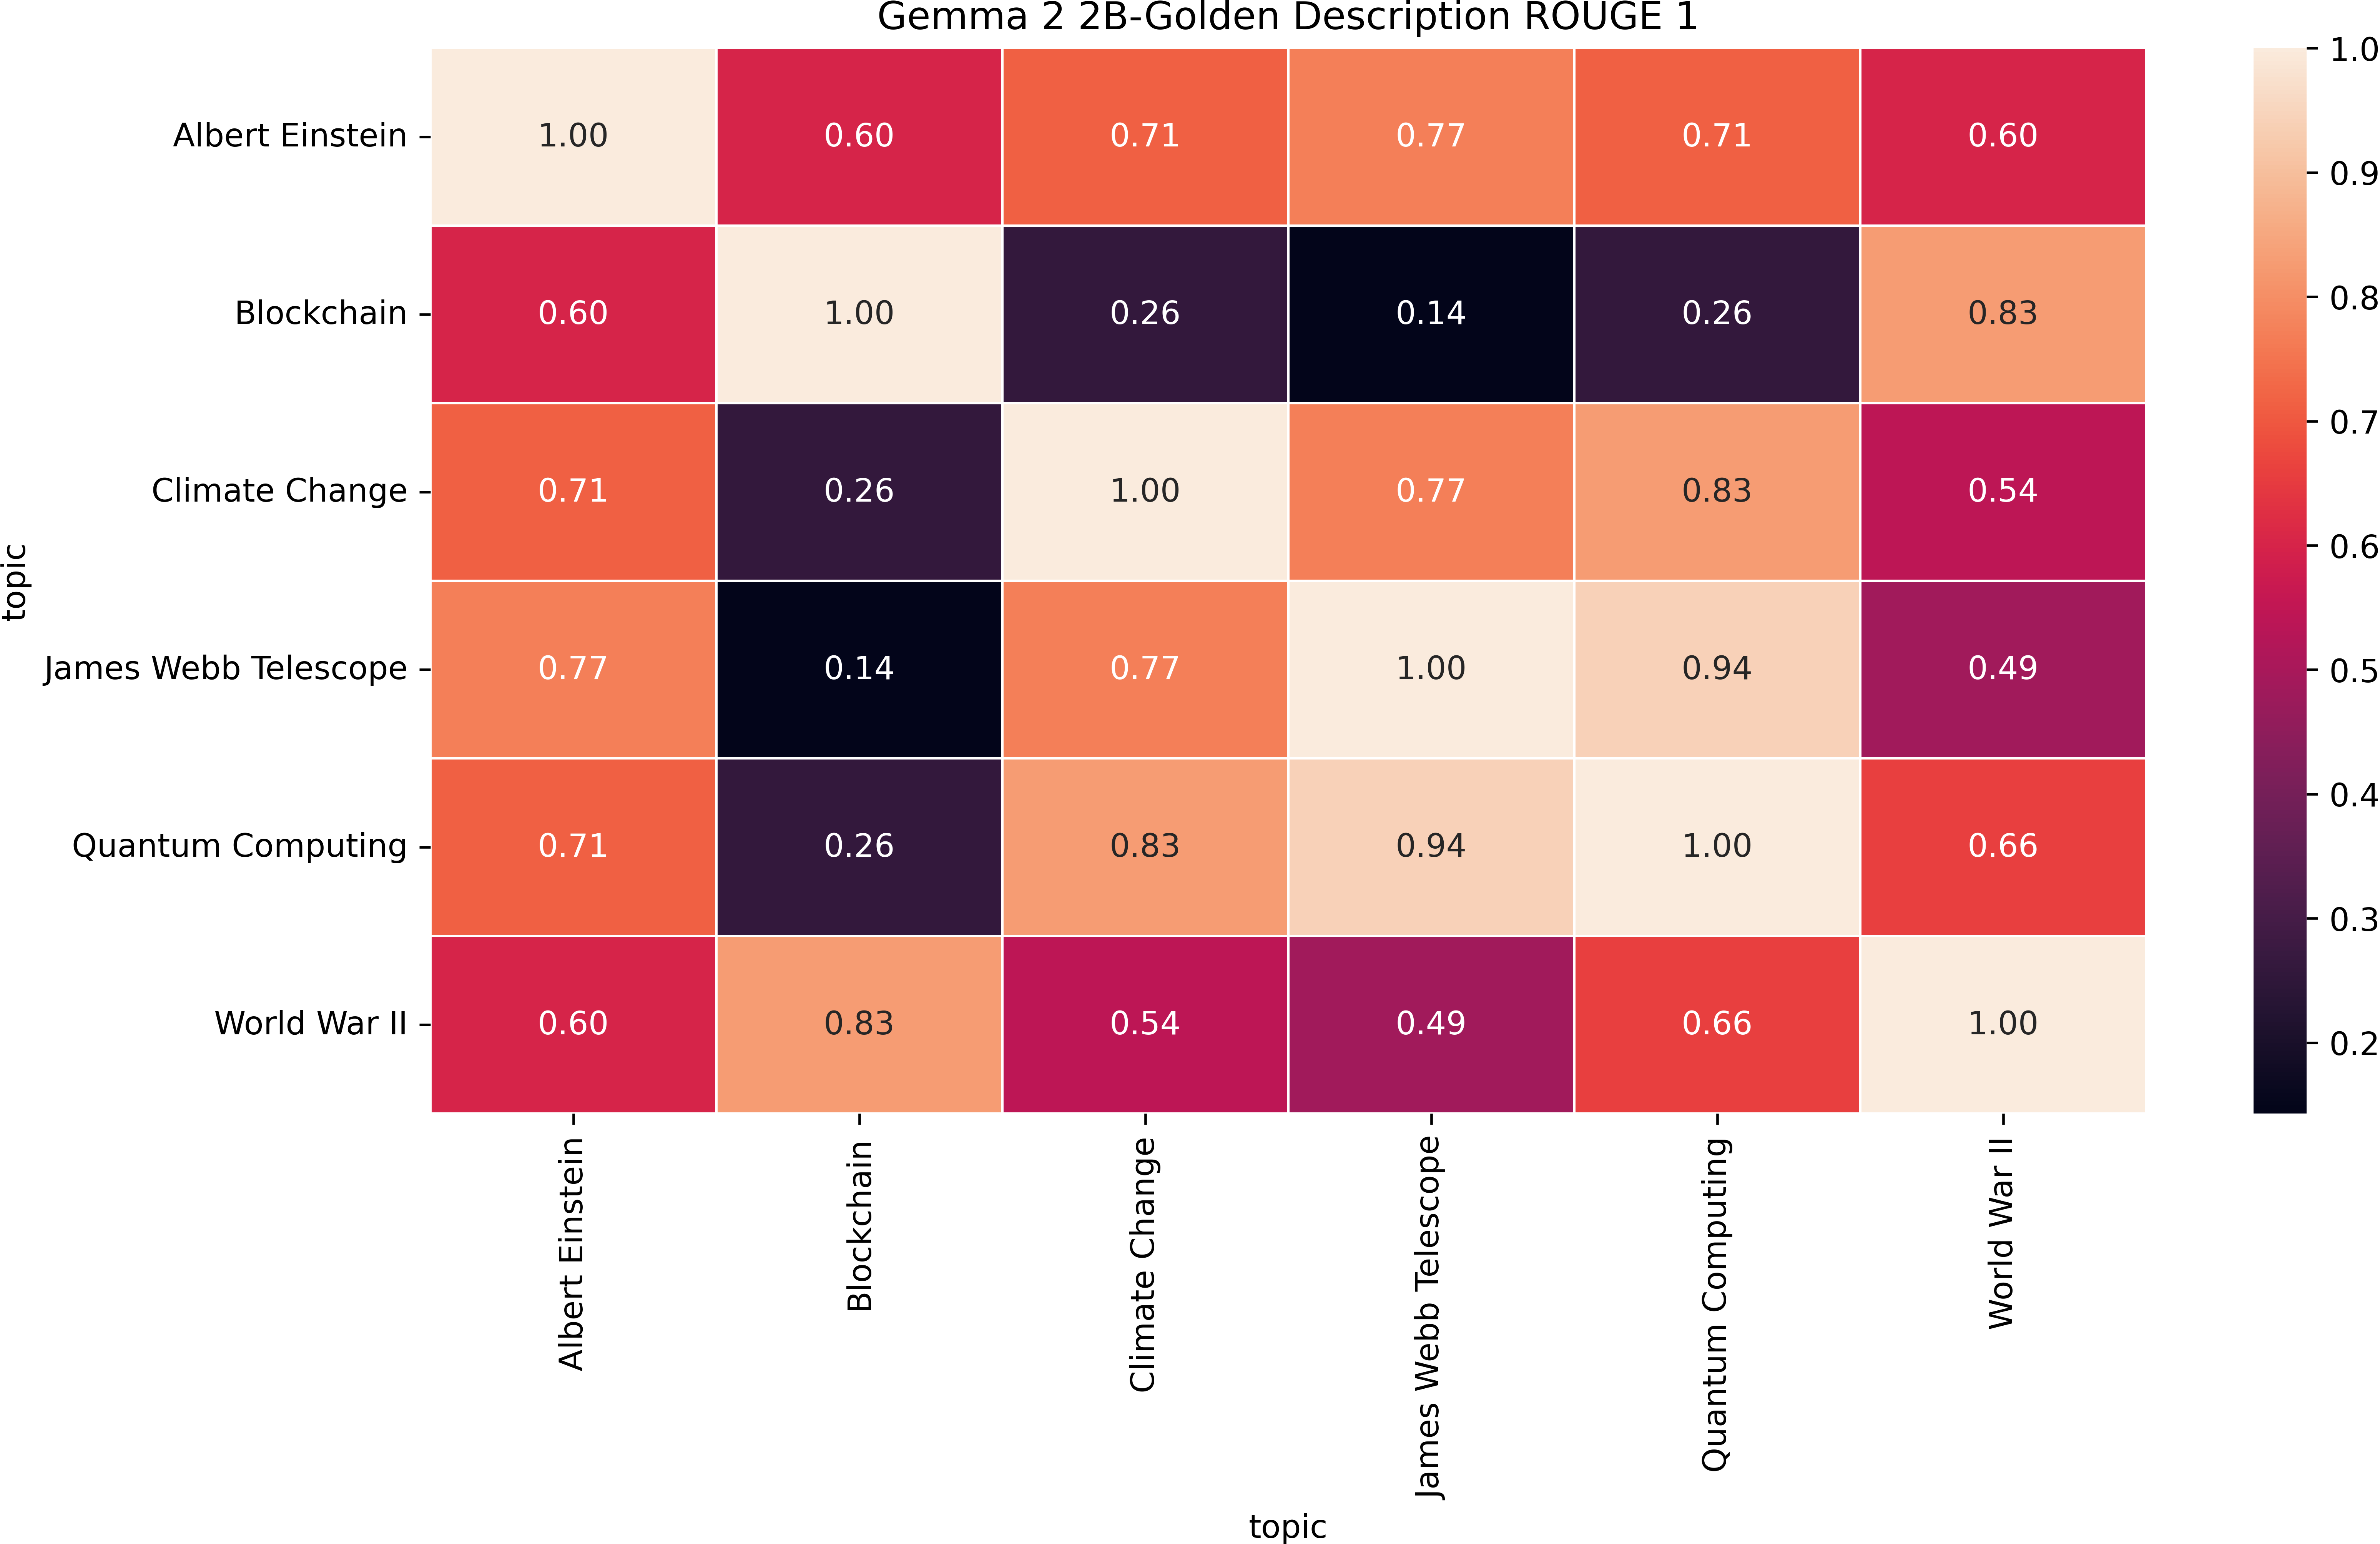 Gemma 2 2B-Golden Description ROUGE 1
topic
Albert Einstein 1.00 0.60 0.71 0.77 0.71 0.60
Blockchain 0.60 1.00 0.26 0.14 0.26 0.83
Climate Change 0.71 0.26 1.00 0.77 0.83 0.54
James Webb Telescope 0.77 0.14 0.77 1.00 0.94 0.49
Quantum Computing 0.71 0.26 0.83 0.94 1.00 0.66
World War II 0.60 0.83 0.54 0.49 0.66 1.00
Albert Einstein
Blockchain
Climate Change
James Webb Telescope
Quantum Computing
World War II
topic
1.0
0.9
0.8
0.7
0.6
0.5
0.4
0.3
0.2